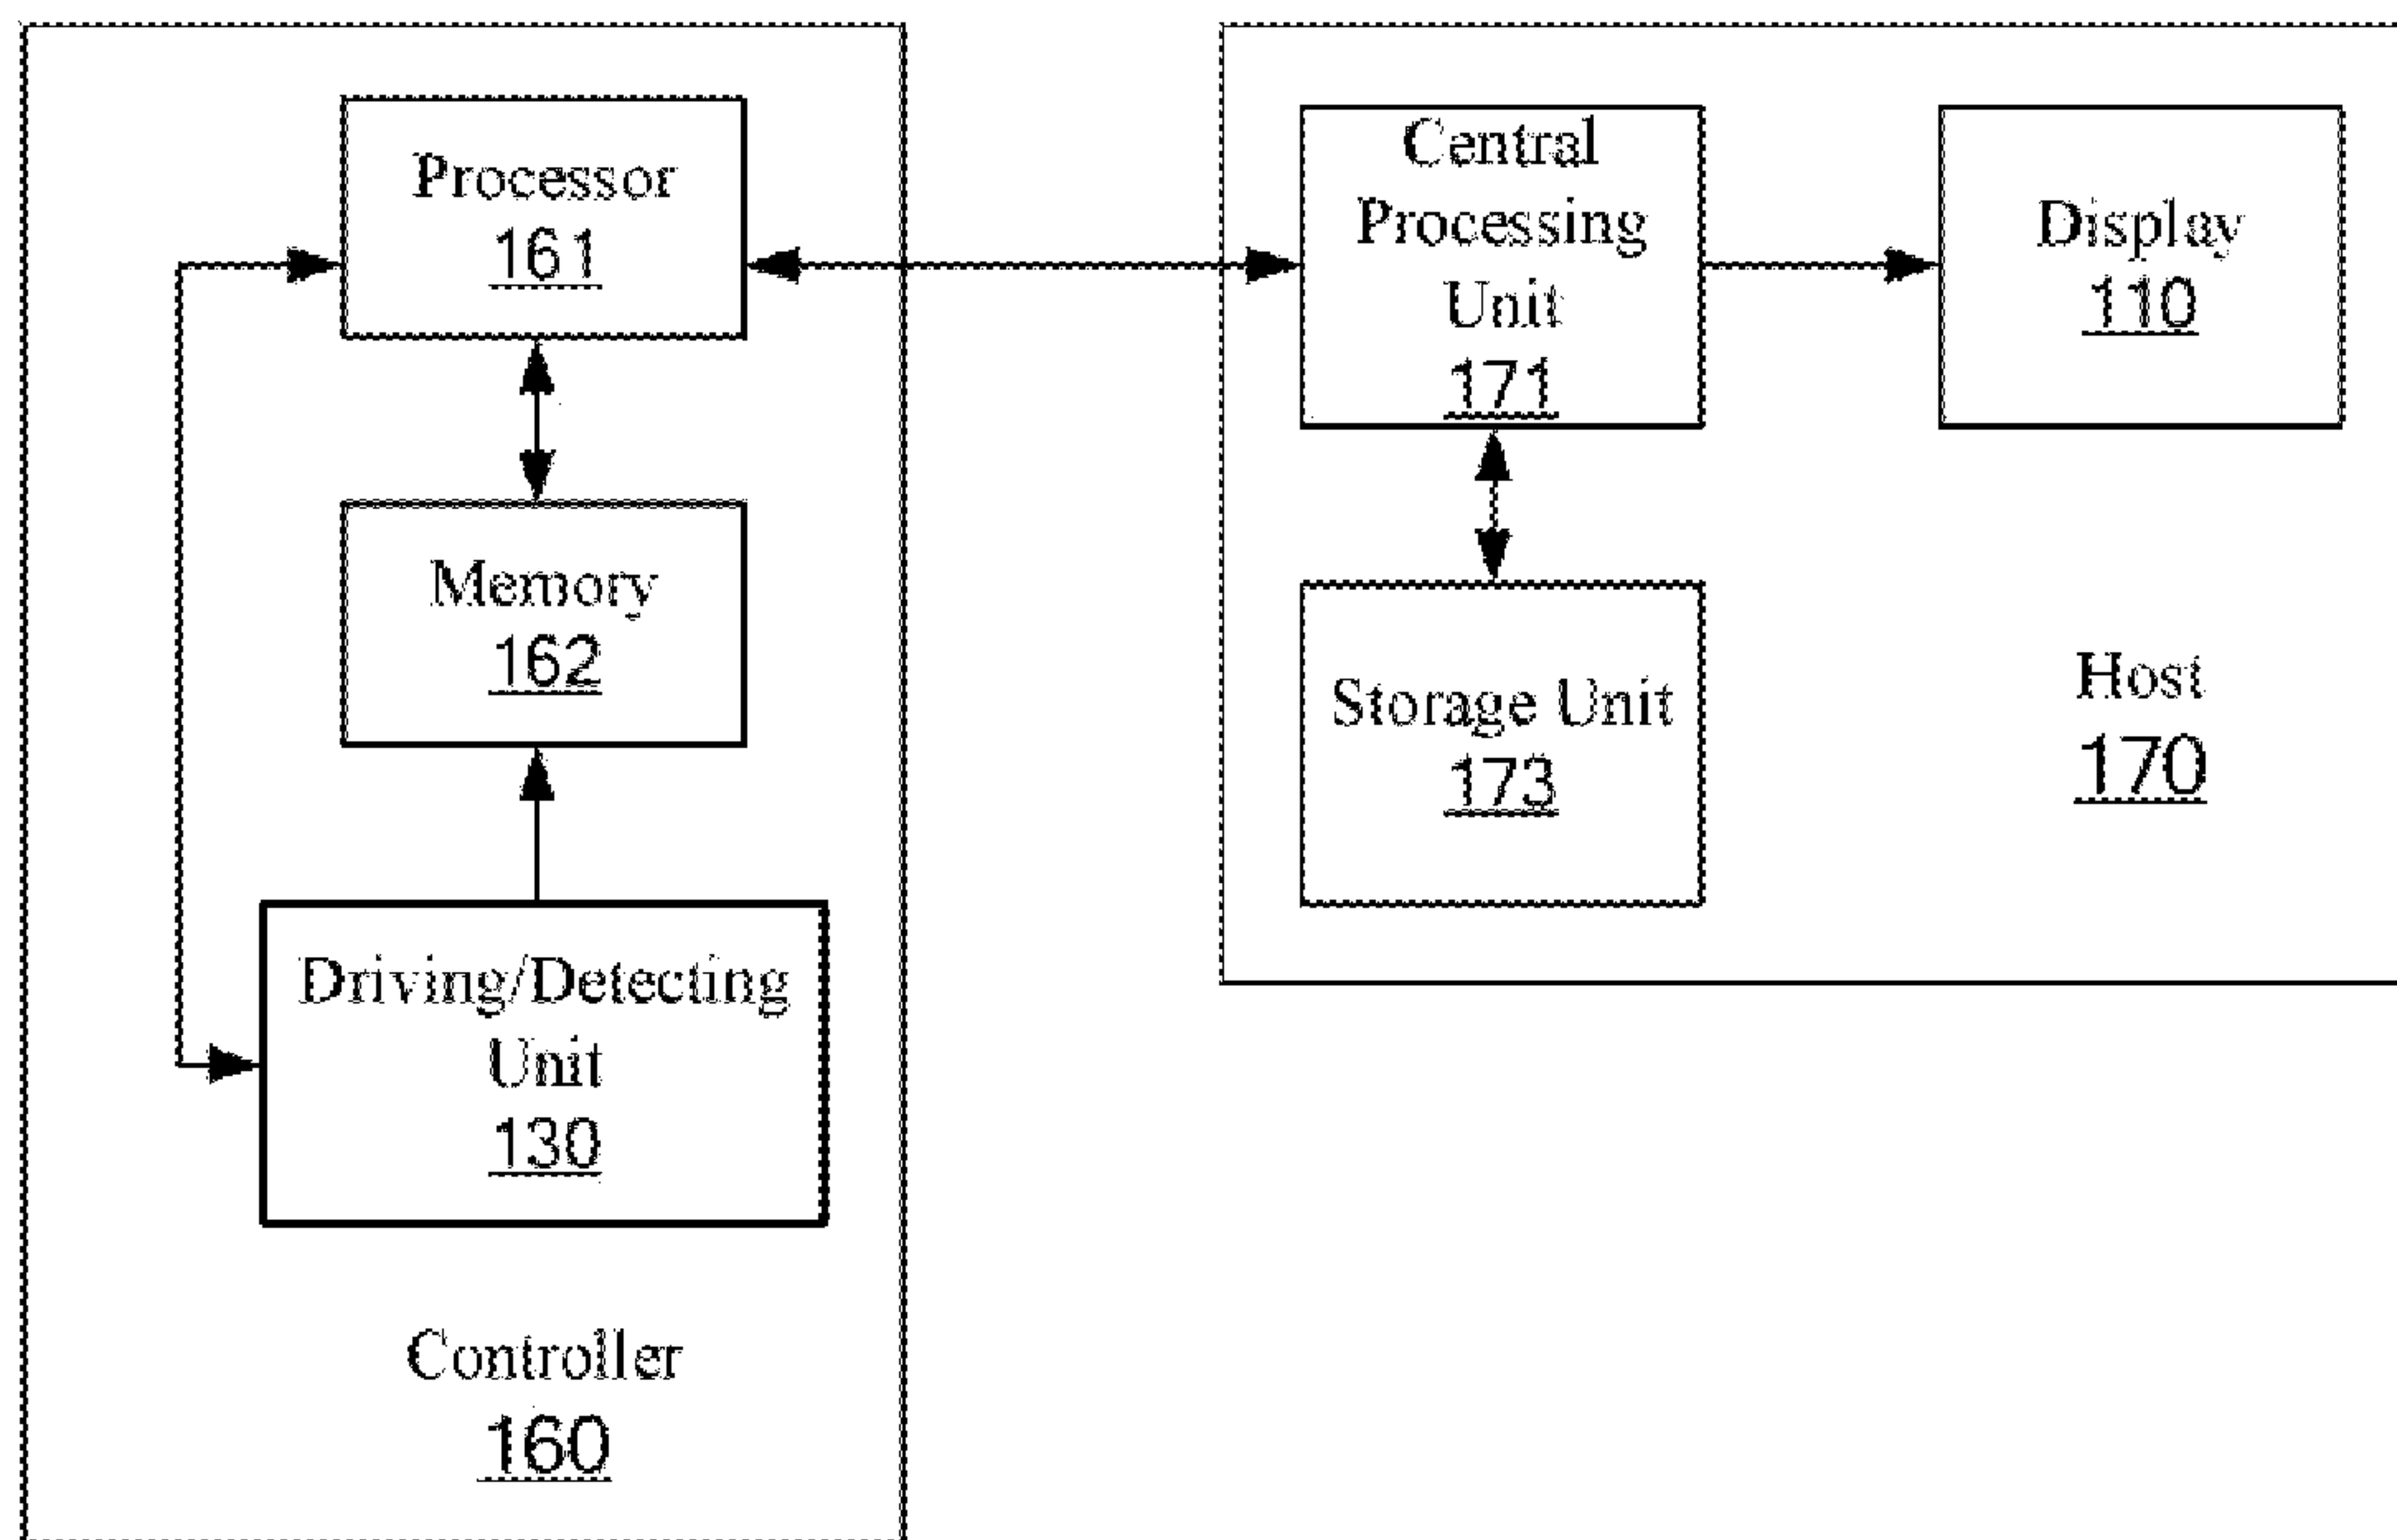 Processor
161
Memory
162
Driving/Detecting
Unit
130
Controller
160
Central
Processing
Unit
171
Display
110
Storage Unit
173
Host
170